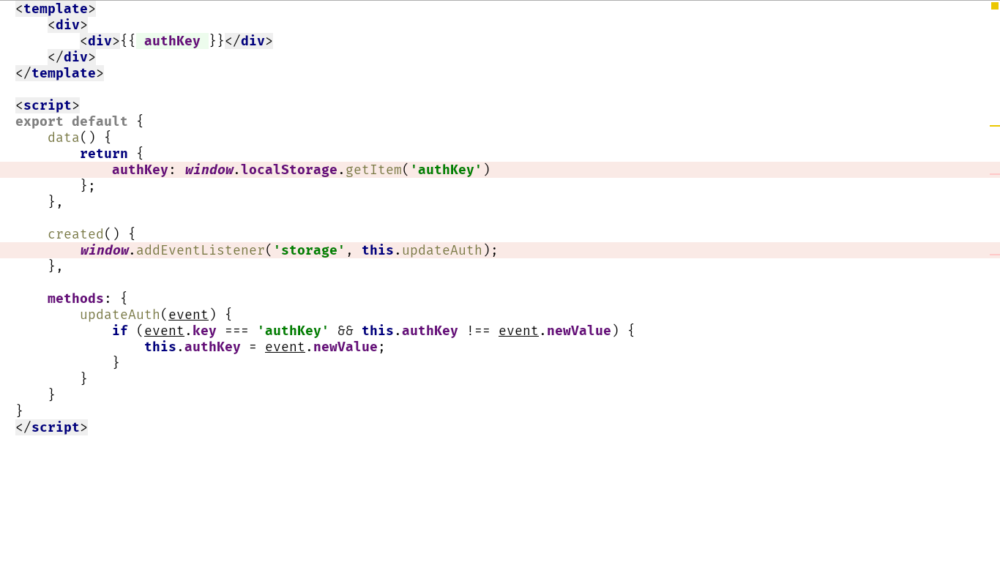 <template>
    <div>
        <div>{{ authKey }}</div>
    </div>
</template>

<script>
export default {
    data() {
        return {
            authKey: window.localStorage.getItem('authKey')
        };
    },

    created() {
        window.addEventListener('storage', this.updateAuth);
    },

    methods: {
        updateAuth(event) {
            if (event.key === 'authKey' && this.authKey !== event.newValue) {
                this.authKey = event.newValue;
            }
        }
    }
}
</script>